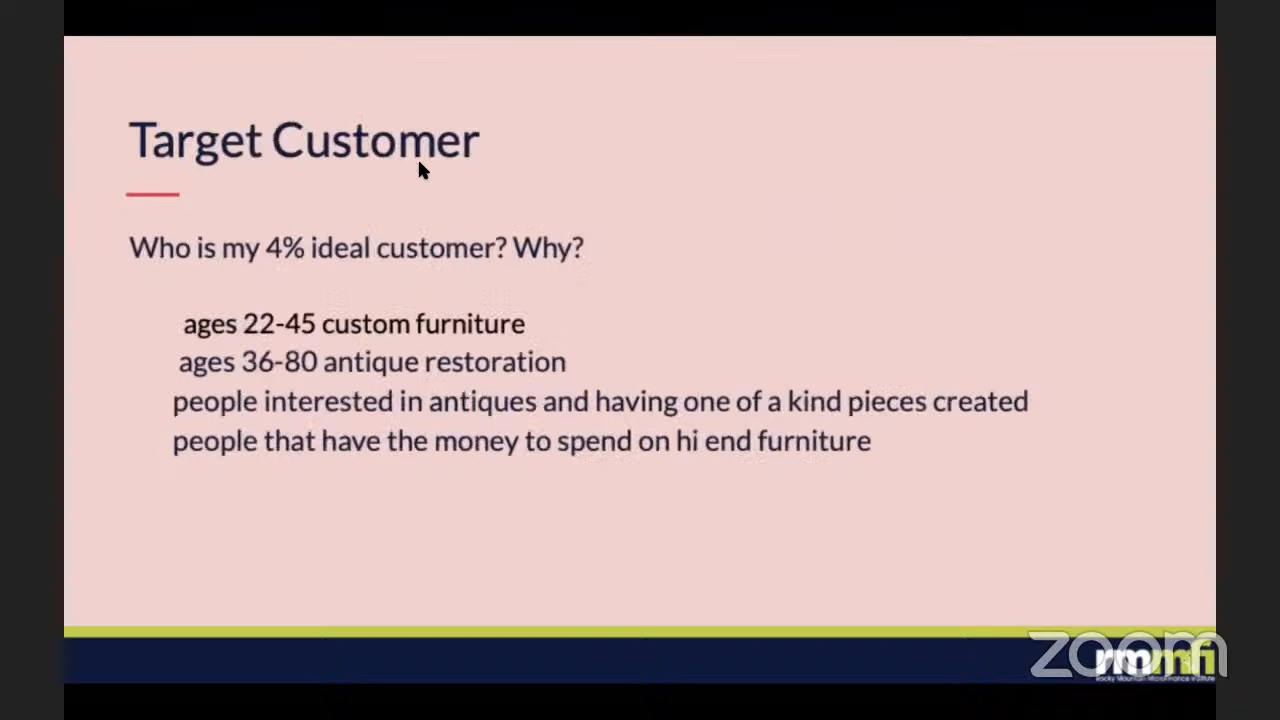 Target Customer
Who is my 4% ideal customer? Why?
ages 22-45 custom furniture
ages 36-80 antique restoration
people interested in antiques and having one of a kind pieces created
people that have the money to spend on hi end furniture
zoom
rmmfi
Rocky Mountain MicroFinance Institute